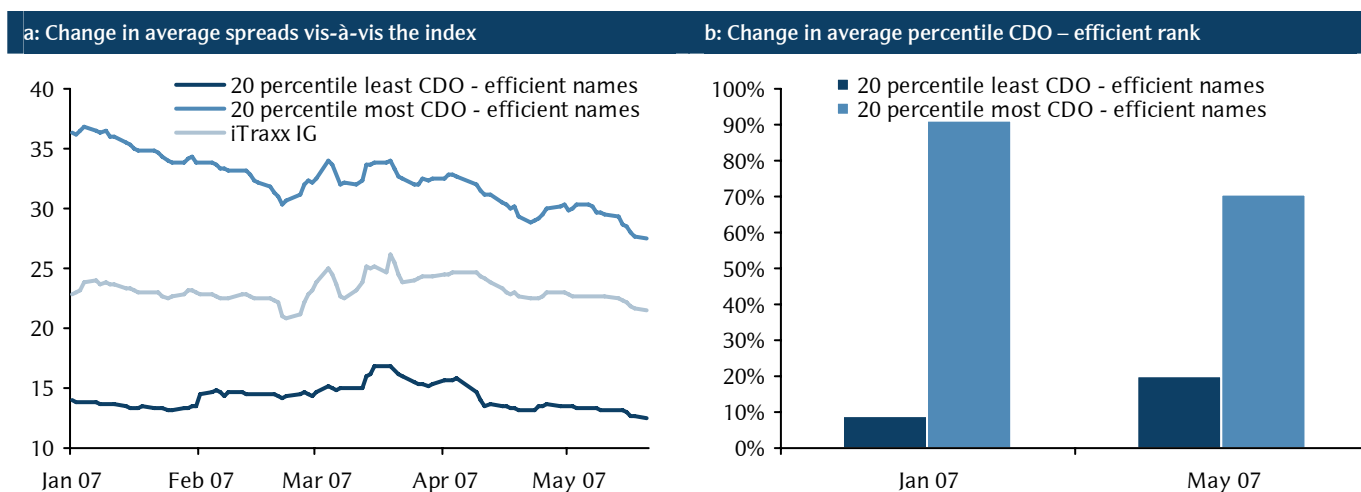 a: Change in average spreads vis-à-vis the index
20 percentile least CDO - efficient names
20 percentile most CDO - efficient names
iTraxx IG
40
35
30
25
20
15
10
Jan 07 Feb 07 Mar 07 Apr 07 May 07
b: Change in average percentile CDO – efficient rank
20 percentile least CDO - efficient names
20 percentile most CDO - efficient names
100%
90%
80%
70%
60%
50%
40%
30%
20%
10%
0%
Jan 07 May 07